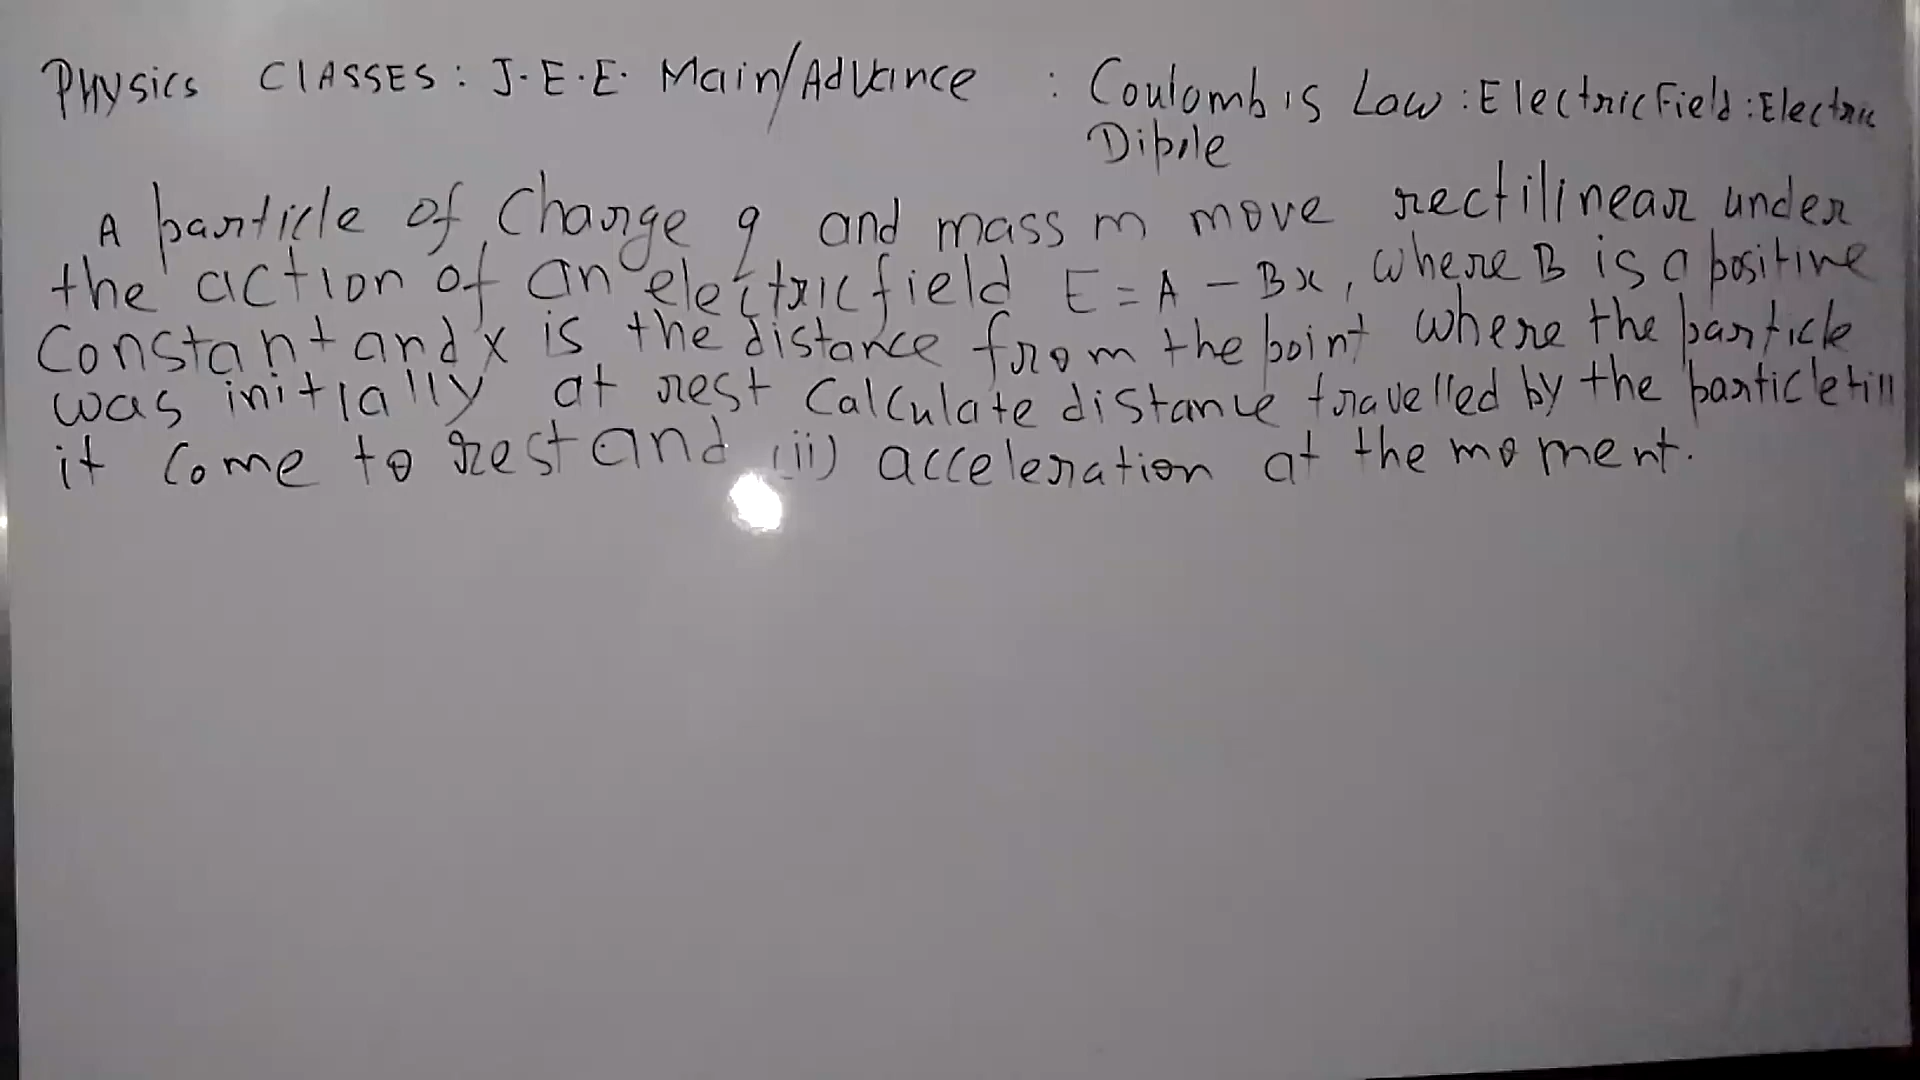 Physics CLASSES: J.E.E. Main/Advance : Coulomb's Law : Electric Field : Electric
Dipole
A particle of charge q and mass m move rectilinear under
the action of an electric field E = A - Bx, where B is a positive
Constant and x is the distance from the point where the particle
was initially at rest Calculate distance travelled by the particle till
it come to rest and (ii) acceleration at the moment.